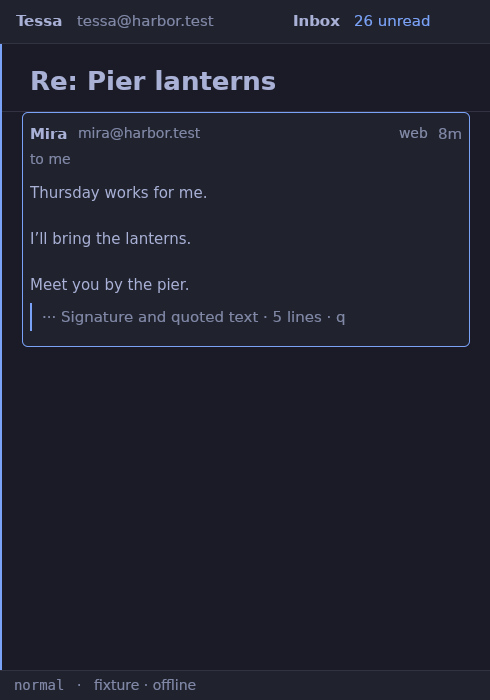 Tessa tessa@harbor.test Inbox 26 unread
Re: Pier lanterns
Mira mira@harbor.test web 8m
to me
Thursday works for me.
I’ll bring the lanterns.
Meet you by the pier.
··· Signature and quoted text · 5 lines · q
normal · fixture · offline